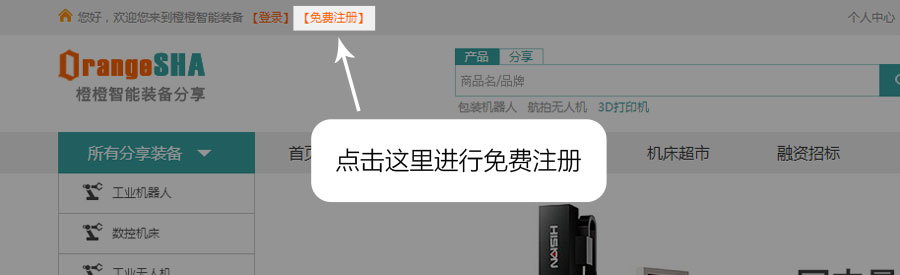 您好，欢迎您来到橙橙智能装备 【登录】 【免费注册】 个人中心
OrangeSHA
橙橙智能装备分享
产品 分享
商品名/品牌
包装机器人 航拍无人机 3D打印机
所有分享装备 首页 机床超市 融资招标
点击这里进行免费注册
工业机器人
数控机床
工业无人机
HISION